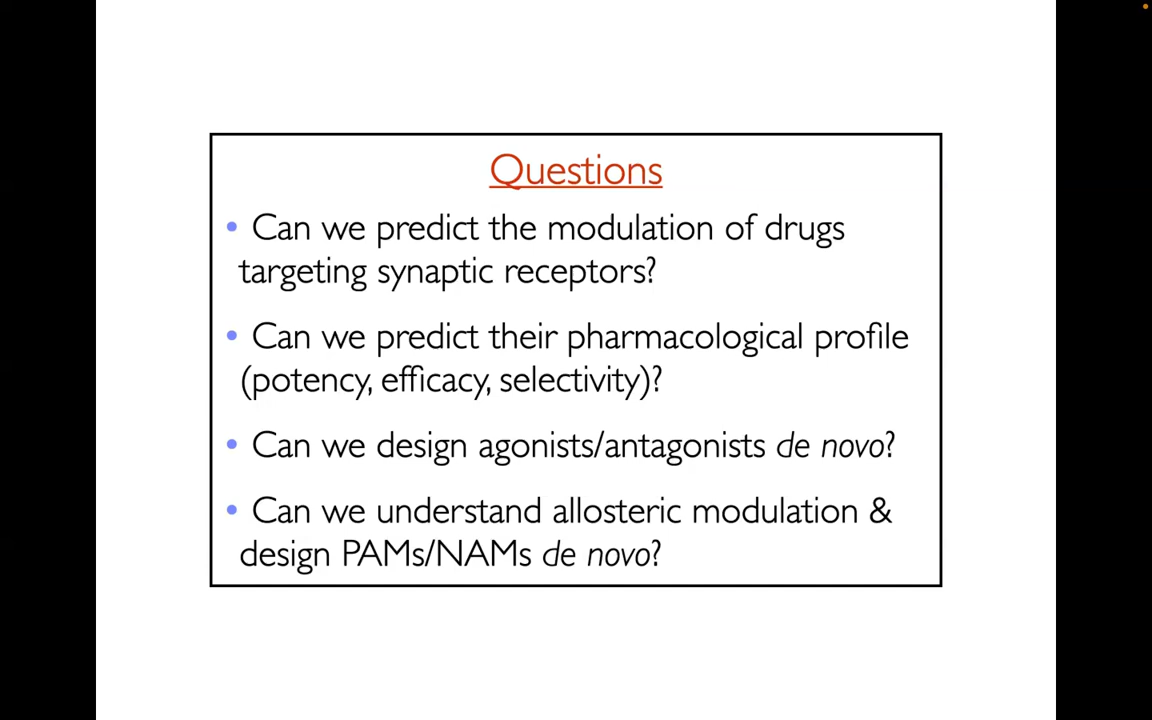 Questions
• Can we predict the modulation of drugs
targeting synaptic receptors?
• Can we predict their pharmacological profile
(potency, efficacy, selectivity)?
• Can we design agonists/antagonists de novo?
• Can we understand allosteric modulation &
design PAMs/NAMs de novo?